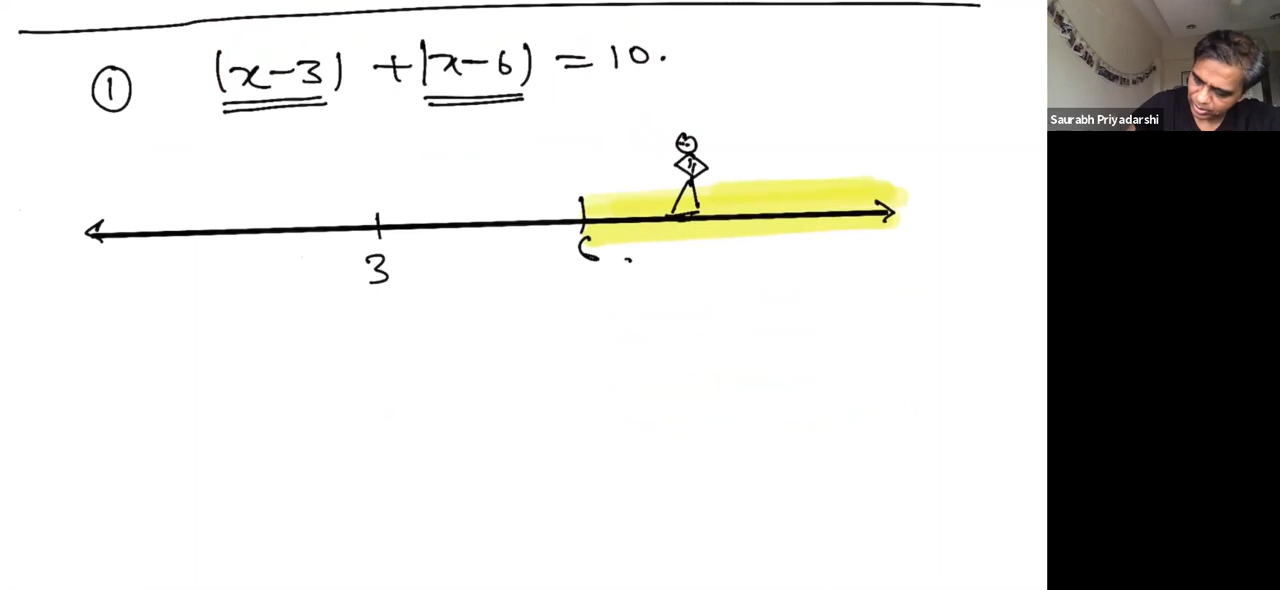 ① |x-3| + |x-6| = 10.
Saurabh Priyadarshi
3 6